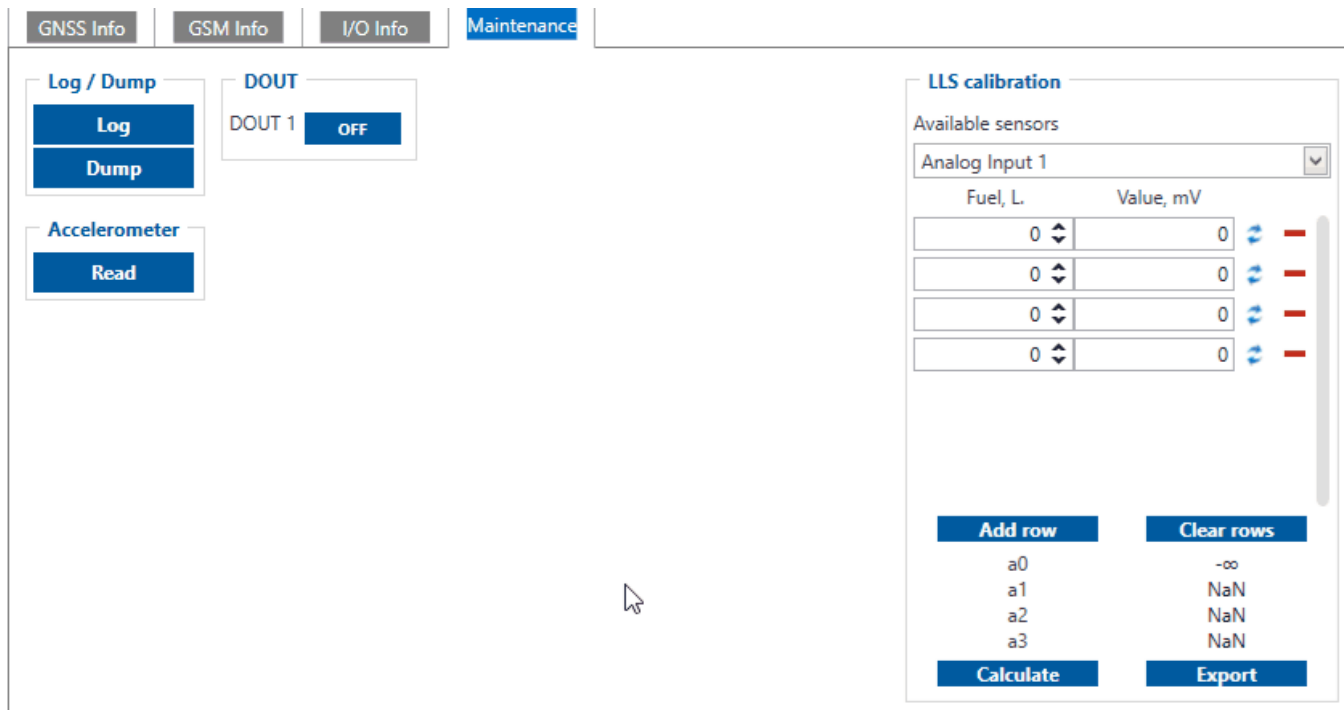 GNSS Info GSM Info I/O Info Maintenance
Log / Dump
Log
Dump
DOUT
DOUT 1 OFF
Accelerometer
Read
LLS calibration
Available sensors
Analog Input 1
Fuel, L. Value, mV
0 0
0 0
0 0
0 0
Add row Clear rows
a0 -∞
a1 NaN
a2 NaN
a3 NaN
Calculate Export